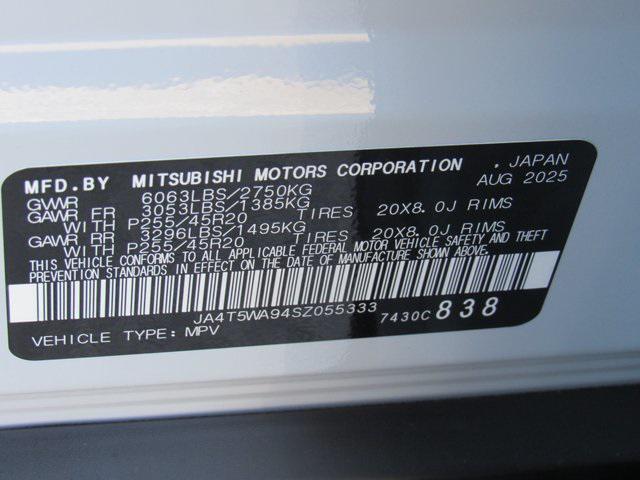 MFD.BY MITSUBISHI MOTORS CORPORATION . JAPAN
GVWR 6063LBS/2750KG AUG 2025
GAWR FR 3053LBS/1385KG
WITH P255/45R20 TIRES 20X8.0J RIMS
GAWR RR 3296LBS/1495KG
WITH P255/45R20 TIRES 20X8.0J RIMS
THIS VEHICLE CONFORMS TO ALL APPLICABLE FEDERAL MOTOR VEHICLE SAFETY AND THEFT
PREVENTION STANDARDS IN EFFECT ON THE DATE OF MANUFACTURE SHOWN ABOVE.
JA4T5WA94SZ055333 7430C 838
VEHICLE TYPE: MPV